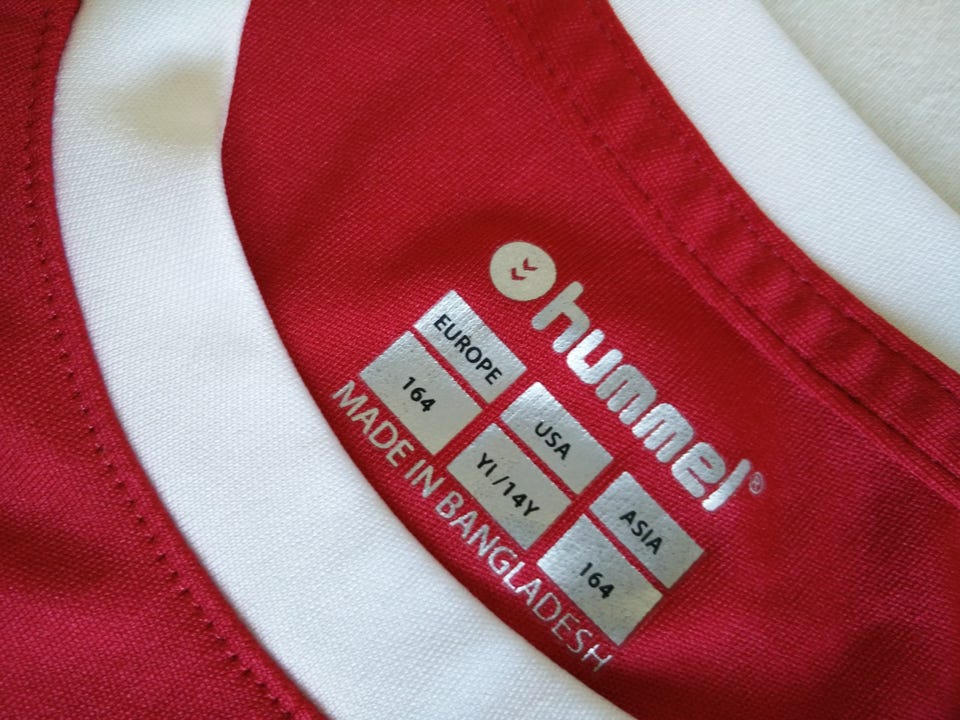 hummel®
EUROPE USA ASIA
164 YI/14Y 164
MADE IN BANGLADESH